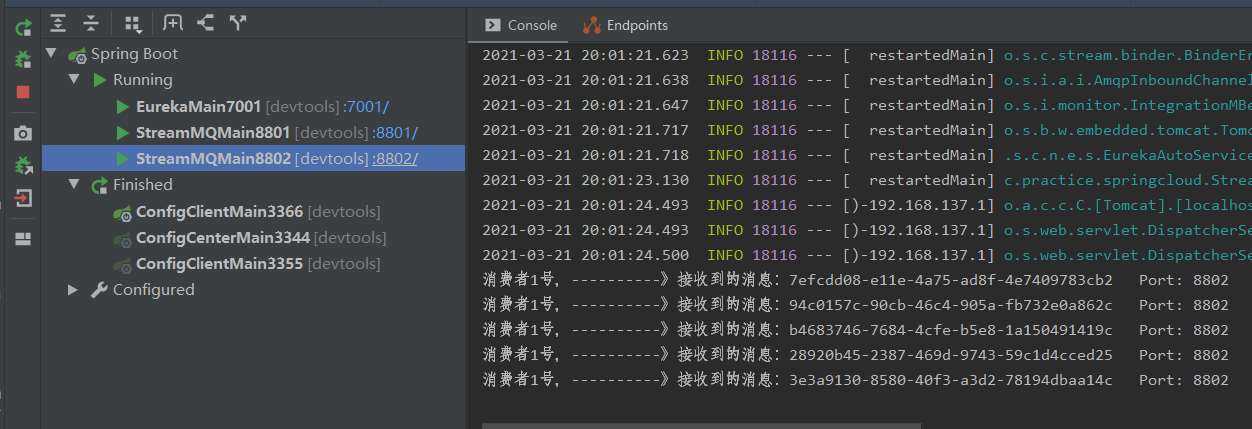 Spring Boot
Running
EurekaMain7001 [devtools] :7001/
StreamMQMain8801 [devtools] :8801/
StreamMQMain8802 [devtools] :8802/
Finished
ConfigClientMain3366 [devtools]
ConfigCenterMain3344 [devtools]
ConfigClientMain3355 [devtools]
Configured
Console Endpoints
2021-03-21 20:01:21.623 INFO 18116 --- [ restartedMain] o.s.c.stream.binder.BinderEr
2021-03-21 20:01:21.638 INFO 18116 --- [ restartedMain] o.s.i.a.i.AmqpInboundChannel
2021-03-21 20:01:21.647 INFO 18116 --- [ restartedMain] o.s.i.monitor.IntegrationMBe
2021-03-21 20:01:21.717 INFO 18116 --- [ restartedMain] o.s.b.w.embedded.tomcat.Tomc
2021-03-21 20:01:21.718 INFO 18116 --- [ restartedMain] .s.c.n.e.s.EurekaAutoService
2021-03-21 20:01:23.130 INFO 18116 --- [ restartedMain] c.practice.springcloud.Strea
2021-03-21 20:01:24.493 INFO 18116 --- [)-192.168.137.1] o.a.c.c.C.[Tomcat].[localhos
2021-03-21 20:01:24.493 INFO 18116 --- [)-192.168.137.1] o.s.web.servlet.DispatcherSe
2021-03-21 20:01:24.500 INFO 18116 --- [)-192.168.137.1] o.s.web.servlet.DispatcherSe
消费者1号, ----------》接收到的消息: 7efcdd08-e11e-4a75-ad8f-4e7409783cb2 Port: 8802
消费者1号, ----------》接收到的消息: 94c0157c-90cb-46c4-905a-fb732e0a862c Port: 8802
消费者1号, ----------》接收到的消息: b4683746-7684-4cfe-b5e8-1a150491419c Port: 8802
消费者1号, ----------》接收到的消息: 28920b45-2387-469d-9743-59c1d4cced25 Port: 8802
消费者1号, ----------》接收到的消息: 3e3a9130-8580-40f3-a3d2-78194dbaa14c Port: 8802